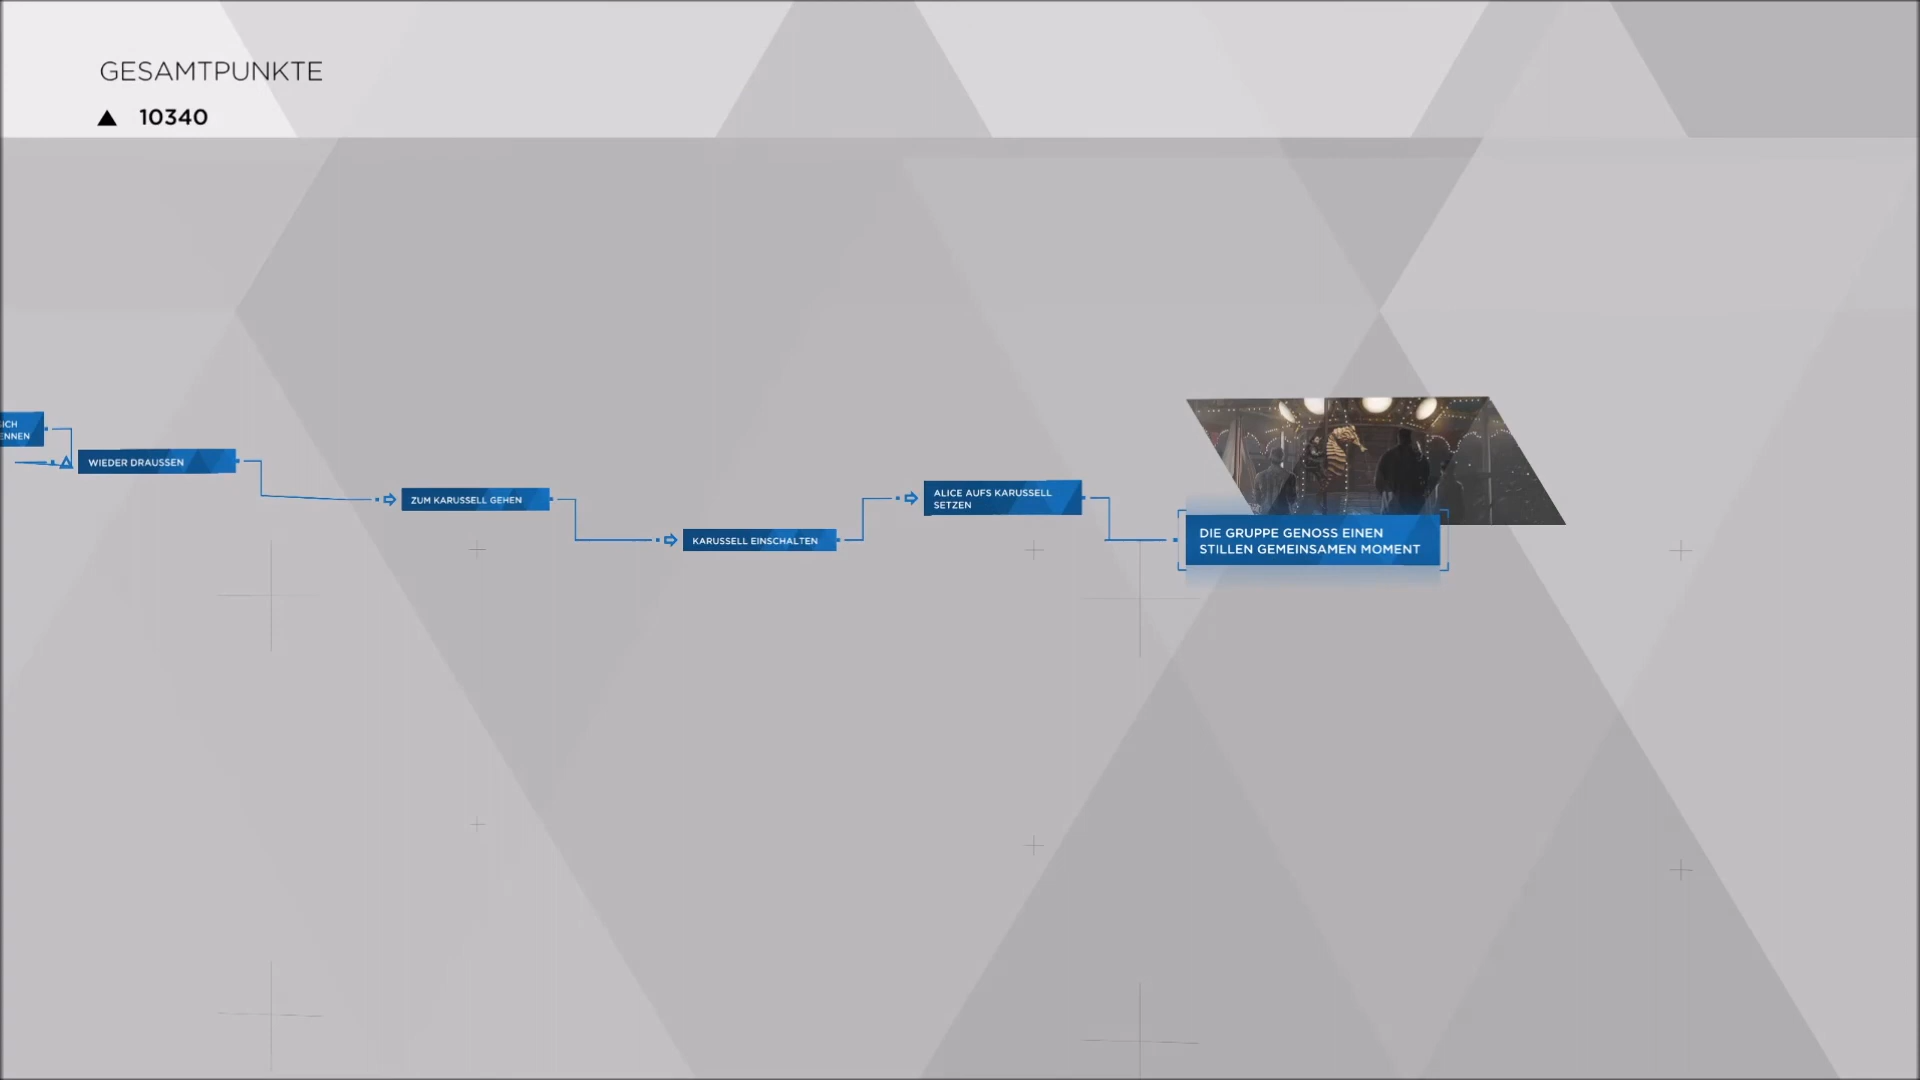 GESAMTPUNKTE
▲ 10340
WIEDER DRAUSSEN
ZUM KARUSSELL GEHEN
KARUSSELL EINSCHALTEN
ALICE AUFS KARUSSELL
SETZEN
DIE GRUPPE GENOSS EINEN
STILLEN GEMEINSAMEN MOMENT